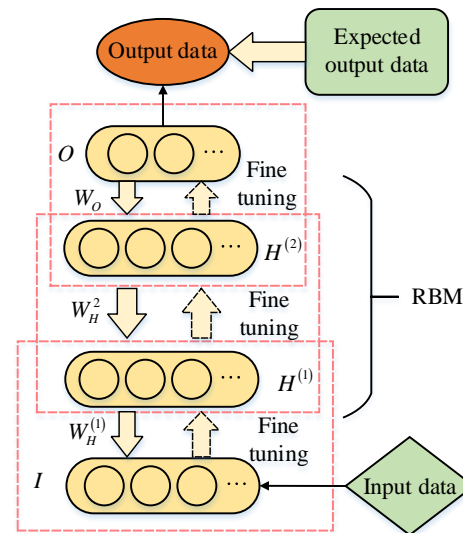 Output data
Expected
output data
O
...
Fine
tuning
W_O
...
H^(2)
W_H^2
Fine
tuning
RBM
...
H^(1)
W_H^(1)
Fine
tuning
I
...
Input data